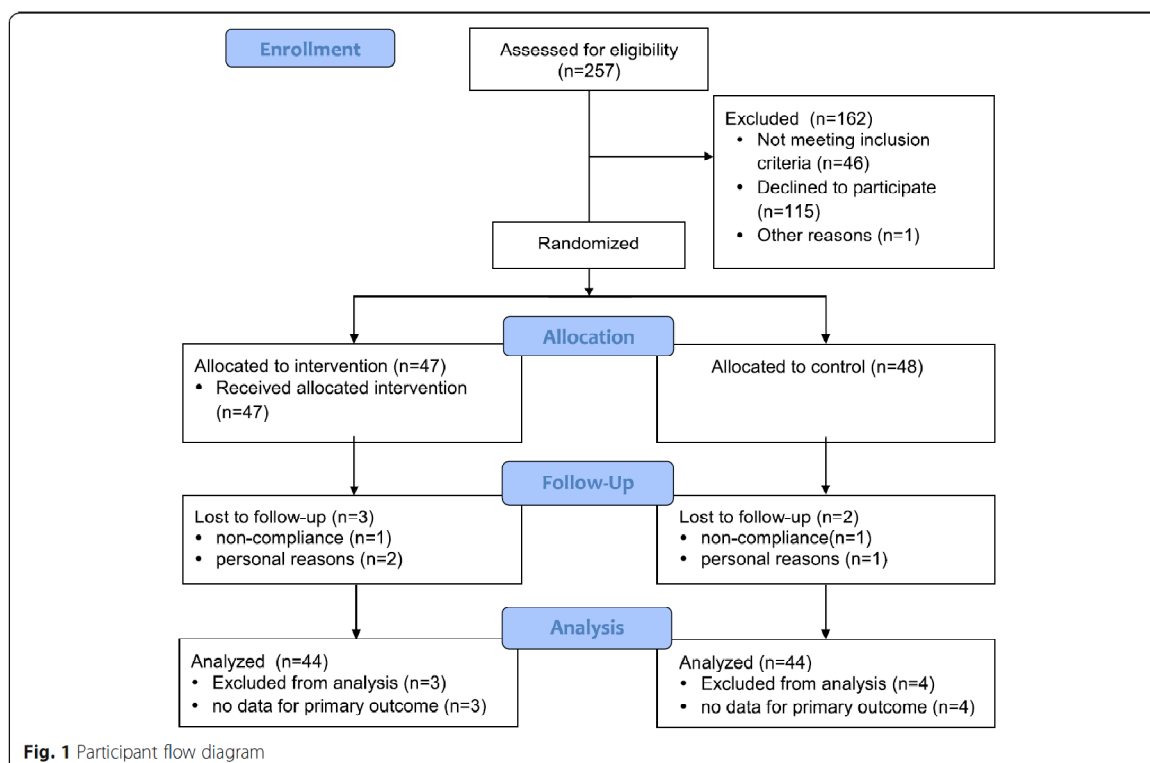 Enrollment
Assessed for eligibility
(n=257)
Excluded (n=162)
• Not meeting inclusion
criteria (n=46)
• Declined to participate
(n=115)
• Other reasons (n=1)
Randomized
Allocation
Allocated to intervention (n=47)
• Received allocated intervention
(n=47)
Allocated to control (n=48)
Follow-Up
Lost to follow-up (n=3)
• non-compliance (n=1)
• personal reasons (n=2)
Lost to follow-up (n=2)
• non-compliance(n=1)
• personal reasons (n=1)
Analysis
Analyzed (n=44)
• Excluded from analysis (n=3)
• no data for primary outcome (n=3)
Analyzed (n=44)
• Excluded from analysis (n=4)
• no data for primary outcome (n=4)
Fig. 1 Participant flow diagram